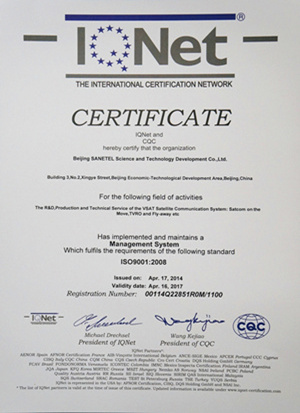 IQNet ®
THE INTERNATIONAL CERTIFICATION NETWORK
CERTIFICATE
IQNet and
CQC
hereby certify that the organization
Beijing SANETEL Science and Technology Development Co.,Ltd.
Building 3,No.2,Xingye Street,Beijing Economic-Technological Development Area,Beijing,China
For the following field of activities
The R&D,Production and Technical Service of the VSAT Satellite Communication System: Satcom on the
Move,TVRO and Fly-away etc
Has implemented and maintains a
Management System
Which fulfils the requirements of the following standard
ISO9001:2008
Issued on: Apr. 17, 2014
Validity date: Apr. 16, 2017
Registration Number: 00114Q22851R0M/1100
IQNet
CQC
Michael Drechsel
President of IQNet
Wang Kejiao
President of CQC
IQNet Partners*: